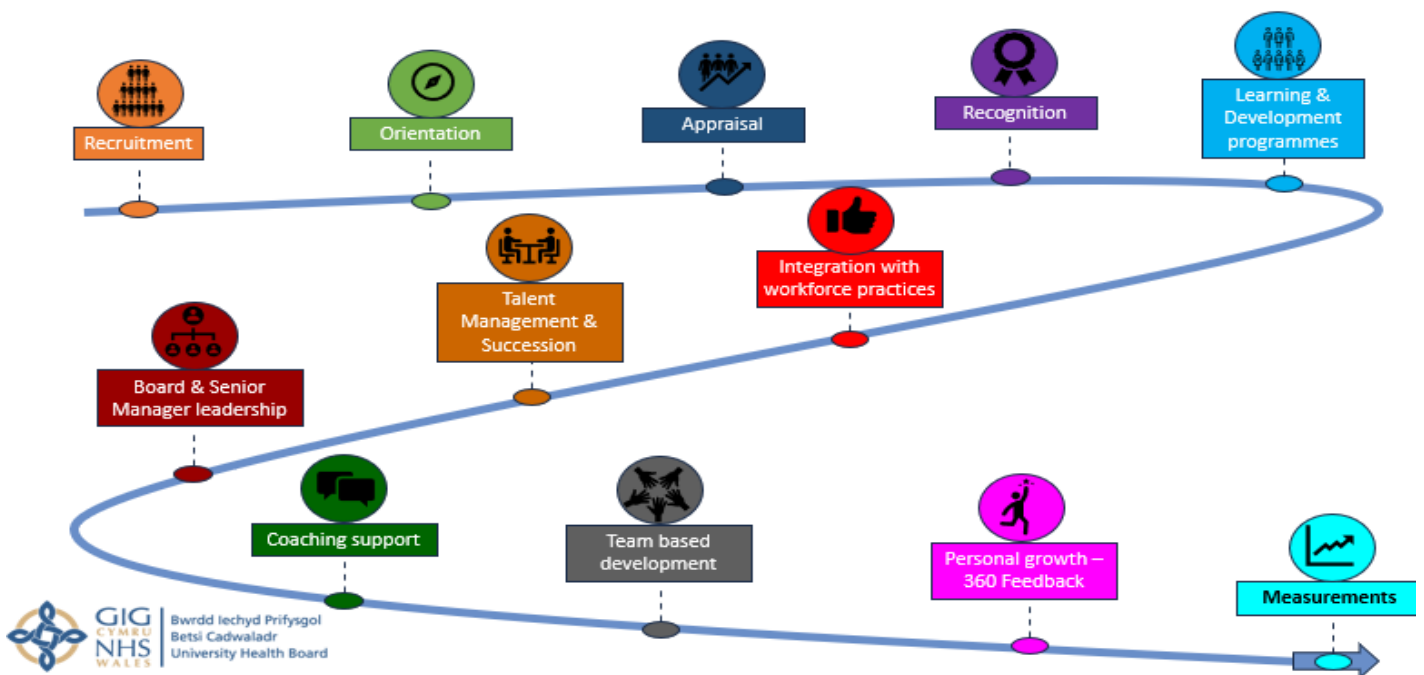 Recruitment
Orientation
Appraisal
Recognition
Learning &
Development
programmes
Integration with
workforce practices
Talent
Management &
Succession
Board & Senior
Manager leadership
Coaching support
Team based
development
Personal growth –
360 Feedback
Measurements
GIG
CYMRU
NHS
WALES
Bwrdd Iechyd Prifysgol
Betsi Cadwaladr
University Health Board